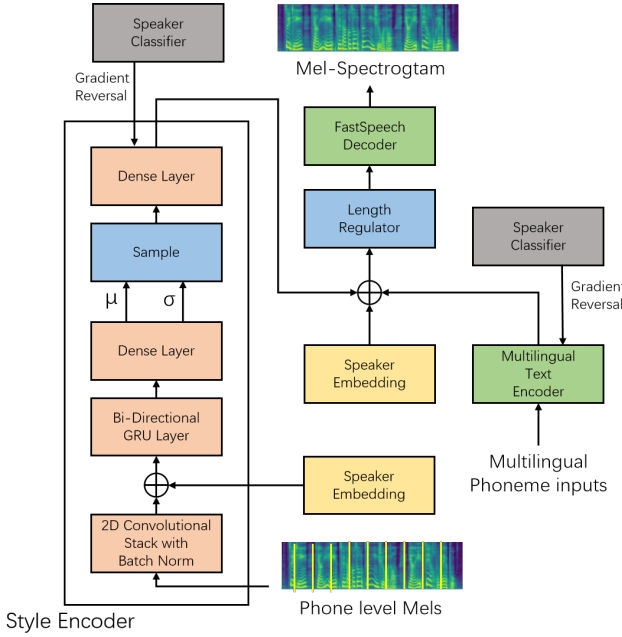 Speaker
Classifier
Gradient
Reversal
Mel-Spectrogtam
FastSpeech
Decoder
Dense Layer
Length
Regulator
Speaker
Classifier
Sample
Gradient
Reversal
μ
σ
Dense Layer
Speaker
Embedding
Multilingual
Text
Encoder
Bi-Directional
GRU Layer
Multilingual
Phoneme inputs
Speaker
Embedding
2D Convolutional
Stack with
Batch Norm
Phone level Mels
Style Encoder